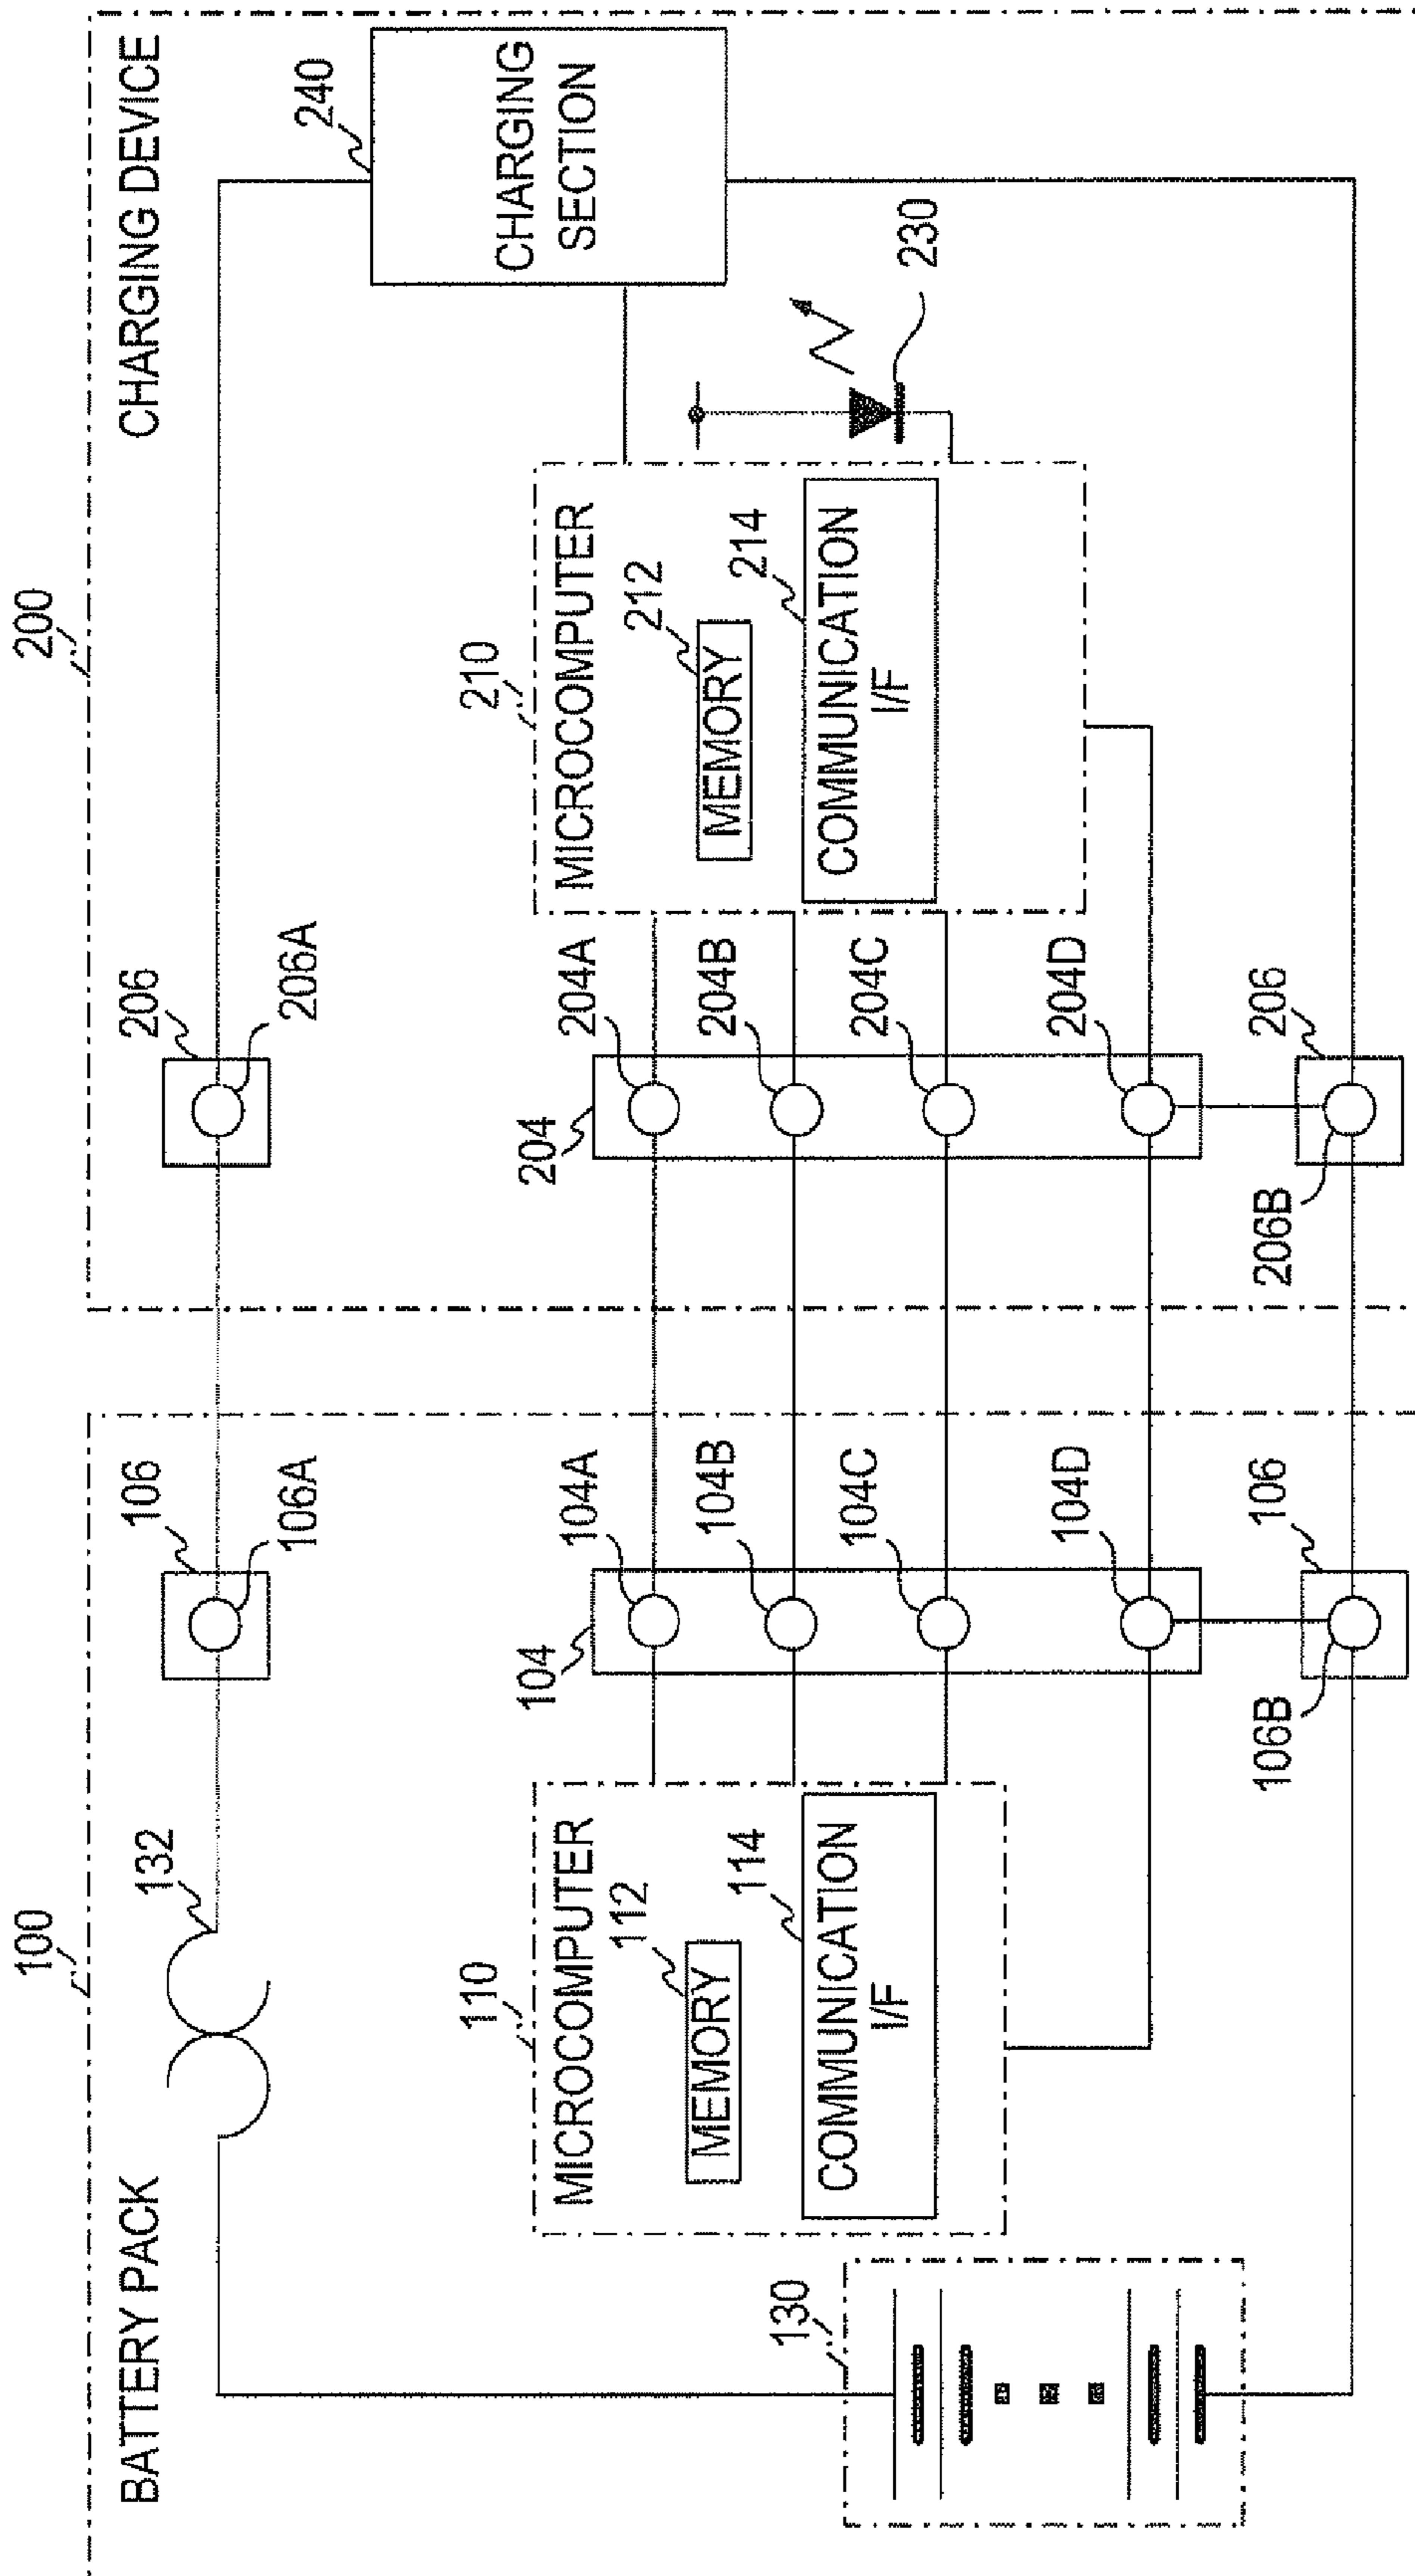 100
BATTERY PACK
132
106
106A
110
MICROCOMPUTER
112
MEMORY
114
COMMUNICATION
I/F
104
104A
104B
104C
104D
130
106
106B
200
CHARGING DEVICE
206
206A
240
CHARGING
SECTION
210
MICROCOMPUTER
212
MEMORY
214
COMMUNICATION
I/F
204
204A
204B
204C
204D
230
206
206B